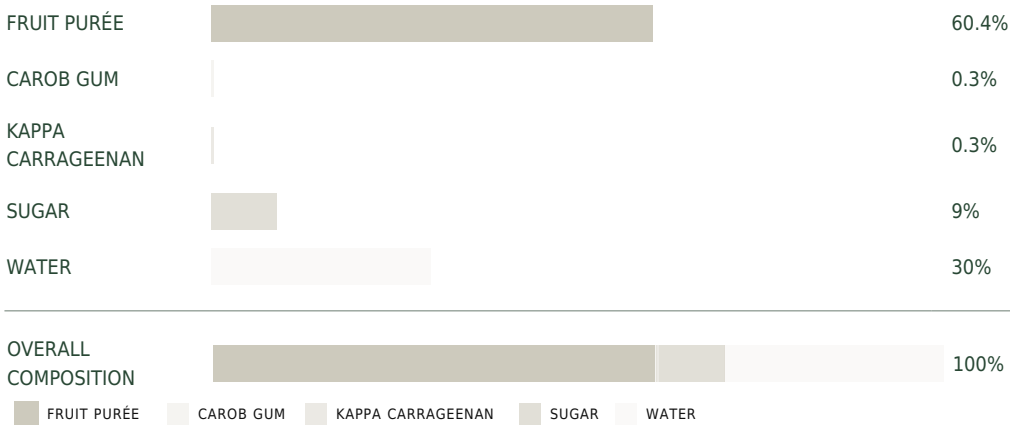 FRUIT PURÉE 60.4%
CAROB GUM 0.3%
KAPPA
CARRAGEENAN 0.3%
SUGAR 9%
WATER 30%
OVERALL
COMPOSITION 100%
FRUIT PURÉE CAROB GUM KAPPA CARRAGEENAN SUGAR WATER